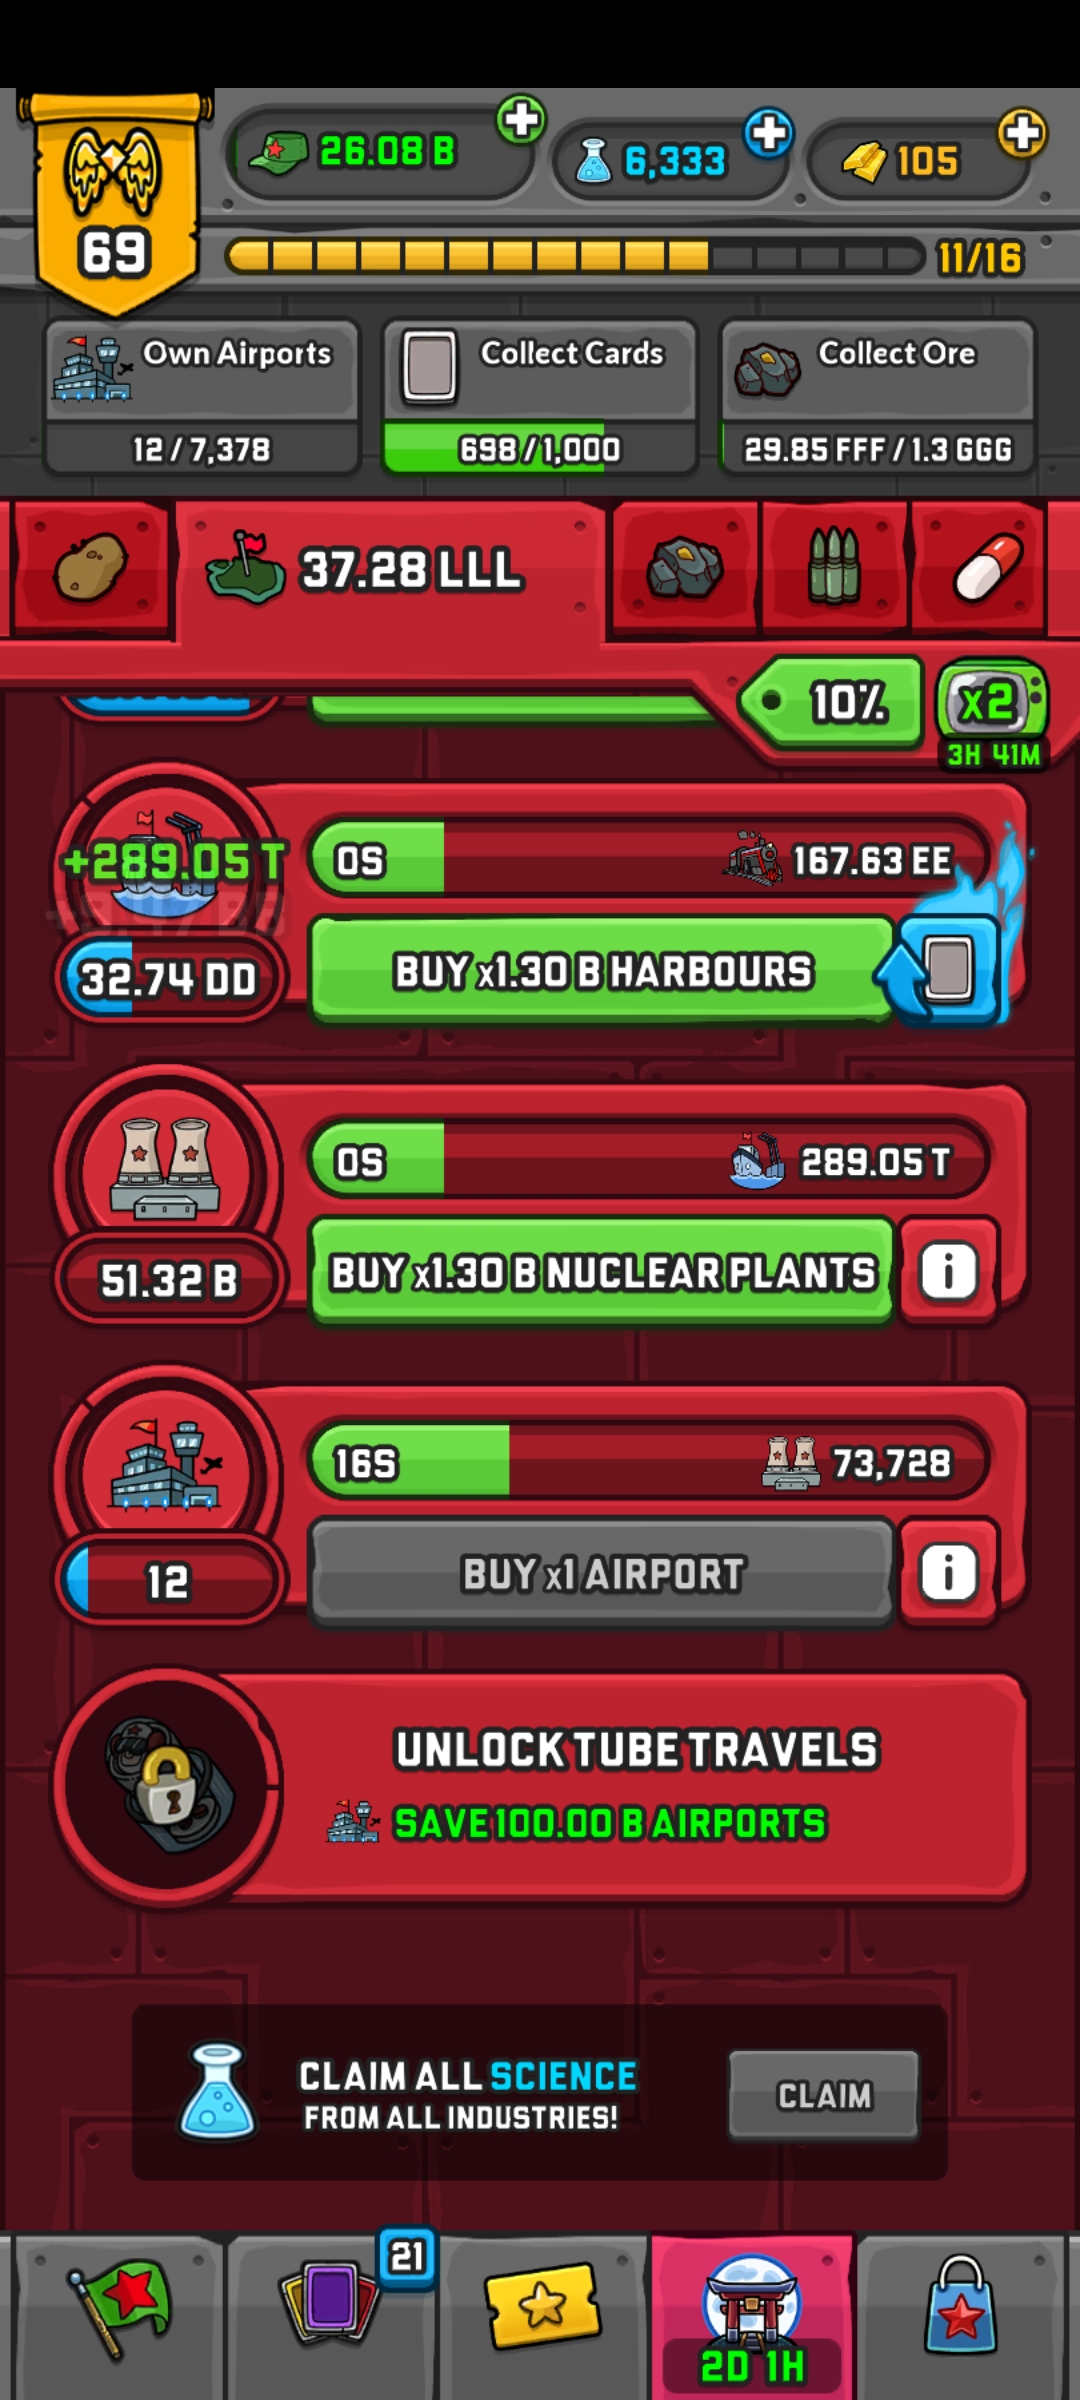 69
26.08 B
6,333
105
11/16
Own Airports
12 / 7,378
Collect Cards
698 / 1,000
Collect Ore
29.85 FFF / 1.3 GGG
37.28 LLL
10%
x2
3H 41M
+289.05 T
0S
167.63 EE
32.74 DD
BUY x1.30 B HARBOURS
0S
289.05 T
51.32 B
BUY x1.30 B NUCLEAR PLANTS
i
16S
73,728
12
BUY x1 AIRPORT
i
UNLOCK TUBE TRAVELS
SAVE 100.00 B AIRPORTS
CLAIM ALL SCIENCE
FROM ALL INDUSTRIES!
CLAIM
21
2D 1H